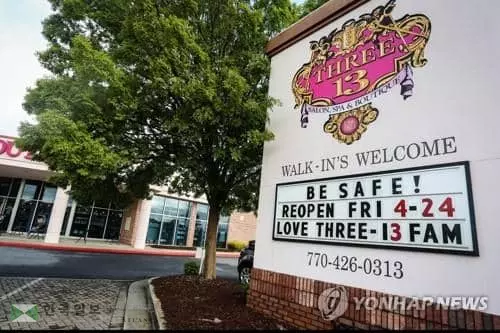 THREE
13
SALON, SPA & BOUTIQUE
WALK-IN'S WELCOME
BE SAFE!
REOPEN FRI 4-24
LOVE THREE-13 FAM
770-426-0313
YONHAP NEWS